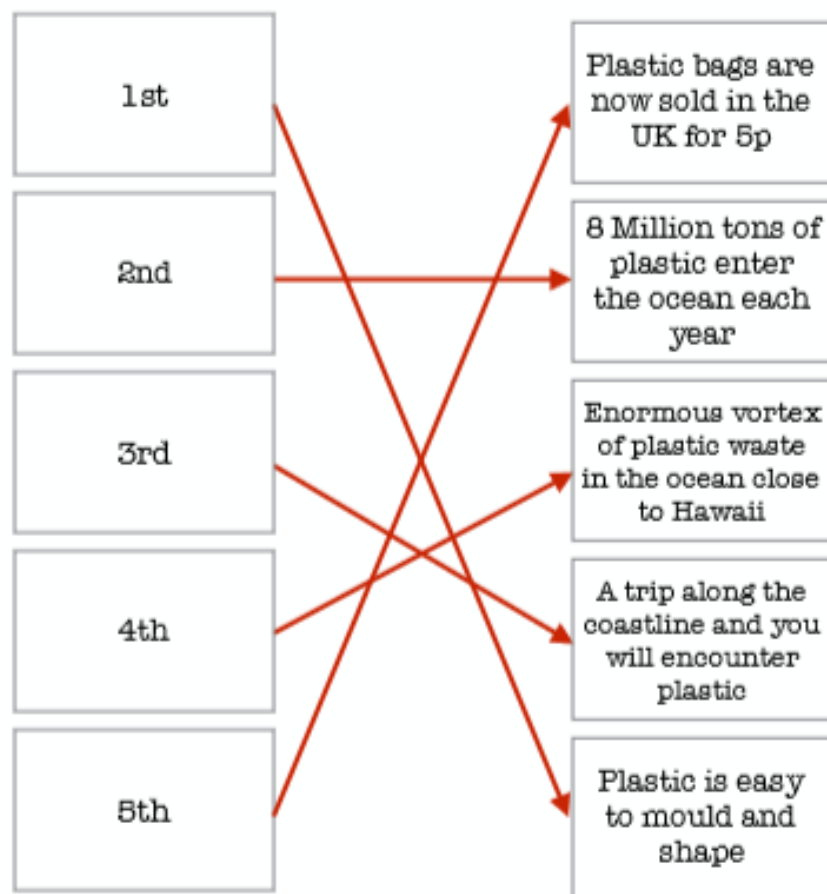 1st
2nd
3rd
4th
5th
Plastic bags are
now sold in the
UK for 5p
8 Million tons of
plastic enter
the ocean each
year
Enormous vortex
of plastic waste
in the ocean close
to Hawaii
A trip along the
coastline and you
will encounter
plastic
Plastic is easy
to mould and
shape